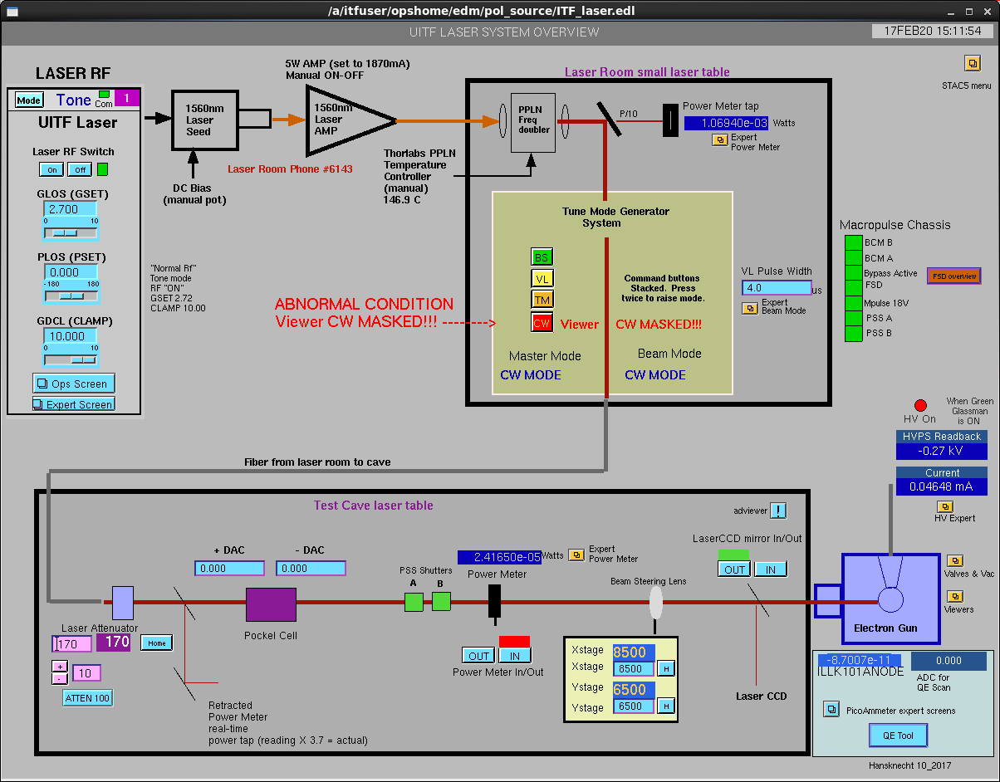 /a/itfuser/opshome/edm/pol_source/ITF_laser.edl
UITF LASER SYSTEM OVERVIEW
17FEB20 15:11:54
LASER RF
Mode
Tone
Com
1
UITF Laser
Laser RF Switch
On
Off
GLOS (GSET)
2.700
0
10
PLOS (PSET)
0.000
-180
180
GDCL (CLAMP)
10.000
0
10
Ops Screen
Expert Screen
1560nm
Laser
Seed
DC Bias
(manual pot)
5W AMP (set to 1870mA)
Manual ON-OFF
1560nm
Laser
AMP
Laser Room Phone #6143
"Normal Rf"
Tone mode
RF "ON"
GSET 2.72
CLAMP 10.00
Thorlabs PPLN
Temperature
Controller
(manual)
146.9 C
Laser Room small laser table
PPLN
Freq
doubler
P/10
Power Meter tap
1.06940e-03
Watts
Expert
Power Meter
STAC5 menu
Tune Mode Generator
System
BS
VL
TM
CW
Command buttons
Stacked. Press
twice to raise mode.
ABNORMAL CONDITION
Viewer CW MASKED!!! ------>
Viewer
CW MASKED!!!
Master Mode
CW MODE
Beam Mode
CW MODE
VL Pulse Width
4.0
us
Expert
Beam Mode
Macropulse Chassis
BCM B
BCM A
Bypass Active
FSD
Mpulse 18V
PSS A
PSS B
FSD overview
HV On
When Green
Glassman
is ON
HVPS Readback
-0.27 kV
Current
0.04648 mA
HV Expert
Fiber from laser room to cave
Test Cave laser table
adviewer
!
+ DAC
0.000
- DAC
0.000
PSS Shutters
A
B
2.41650e-05
Watts
Expert
Power Meter
Power Meter
LaserCCD mirror In/Out
OUT
IN
Beam Steering Lens
Laser Attenuator
170
170
Home
+
-
10
ATTEN 100
Pockel Cell
OUT
IN
Power Meter In/Out
Xstage
8500
Xstage
8500
H
Ystage
6500
Ystage
6500
H
Laser CCD
Retracted
Power Meter
real-time
power tap (reading X 3.7 = actual)
Electron Gun
Valves & Vac
Viewers
-8.7007e-11
ILLK101ANODE
0.000
ADC for
QE Scan
PicoAmmeter expert screens
QE Tool
Hansknecht 10_2017